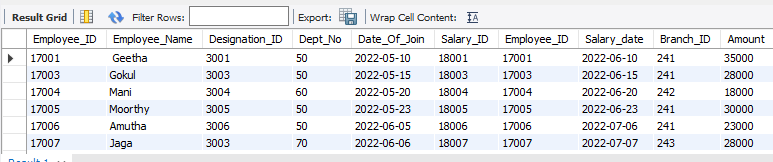 Result Grid Filter Rows: Export: Wrap Cell Content: IA
Employee_ID Employee_Name Designation_ID Dept_No Date_Of_Join Salary_ID Employee_ID Salary_date Branch_ID Amount
17001 Geetha 3001 50 2022-05-10 18001 17001 2022-06-10 241 35000
17003 Gokul 3003 50 2022-05-15 18003 17003 2022-06-15 241 28000
17004 Mani 3004 60 2022-05-20 18004 17004 2022-06-20 242 18000
17005 Moorthy 3005 50 2022-05-23 18005 17005 2022-06-23 241 30000
17006 Amutha 3006 50 2022-06-05 18006 17006 2022-07-06 241 23000
17007 Jaga 3003 70 2022-06-06 18007 17007 2022-07-06 243 28000